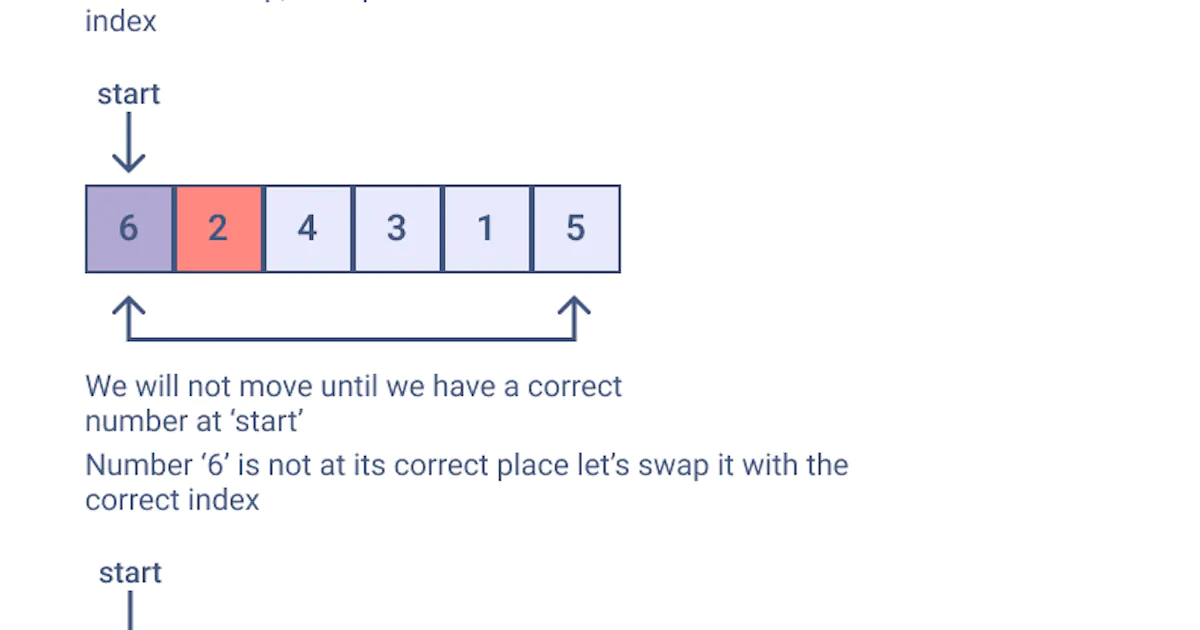 index
start
6 2 4 3 1 5
We will not move until we have a correct
number at ‘start’
Number ‘6’ is not at its correct place let’s swap it with the
correct index
start